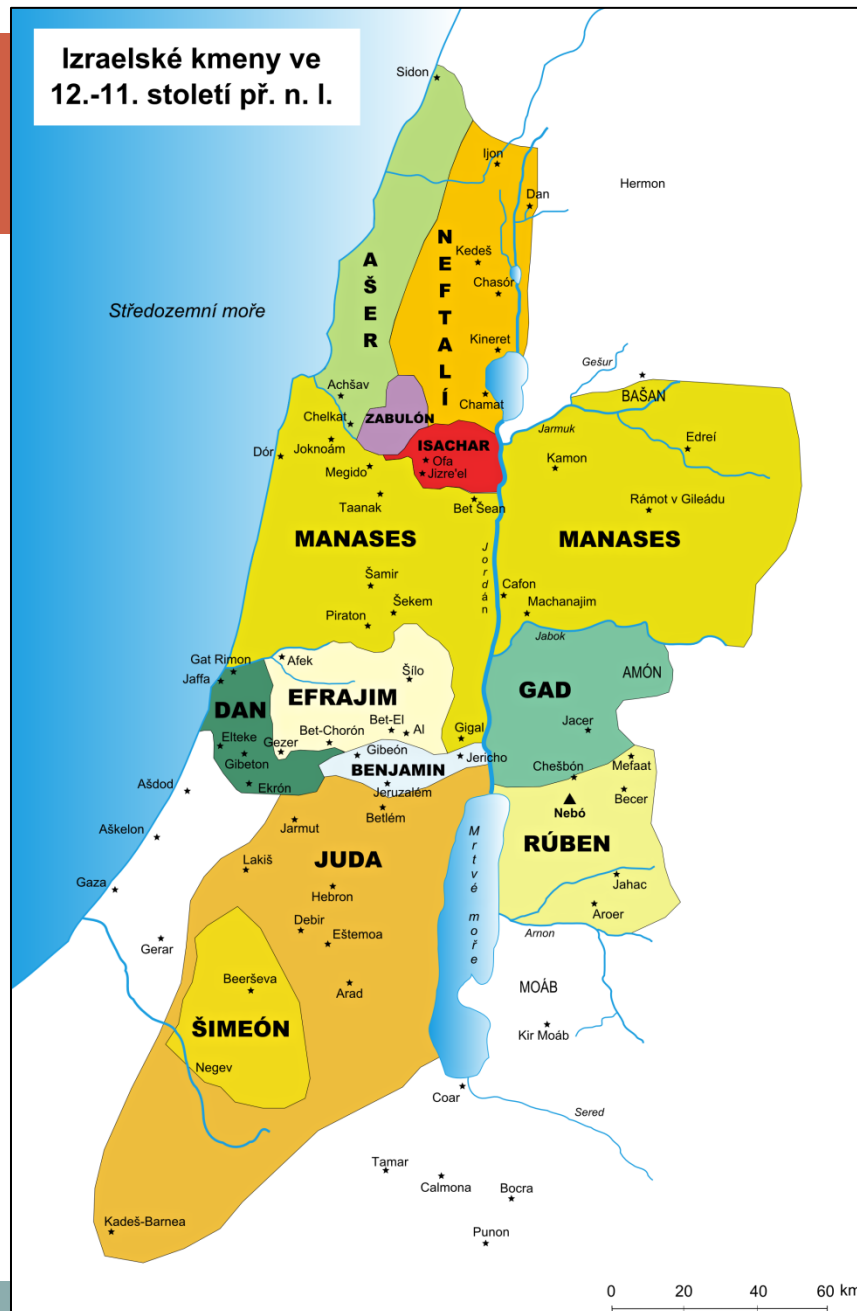 Izraelské kmeny ve
12.-11. století př. n. l.
Sidon
Ijon
Hermon
Dan
AŠER
NEFTALÍ
Kedeš
Chasór
Středozemní moře
Kineret
Gešur
Achšav
Chamat
BAŠAN
Chelkat
ZABULÓN
Jarmuk
Joknoám
ISACHAR
Edreí
Dór
Ofa
Kamon
Megido
Jizre'el
Taanak
Bet Šean
Rámot v Gileádu
MANASES
MANASES
Jordán
Šamir
Cafon
Šekem
Machanajim
Piraton
Jabok
Gat Rimon
Afek
Jaffa
Šílo
AMÓN
EFRAJIM
GAD
DAN
Bet-El
Jacer
Elteke
Bet-Chorón
Al
Gigal
Gezer
Gibeón
Gibeton
BENJAMIN
Jericho
Mefaat
Chešbón
Ašdod
Ekrón
Jeruzalém
Becer
Betlém
Nebó
Aškelon
Jarmut
Mrtvé moře
RÚBEN
JUDA
Lakiš
Gaza
Hebron
Jahac
Debir
Aroer
Eštemoa
Arnon
Gerar
Beerševa
Arad
MOÁB
ŠIMEÓN
Kir Moáb
Negev
Coar
Sered
Tamar
Calmona
Bocra
Kadeš-Barnea
Punon
0 20 40 60 km